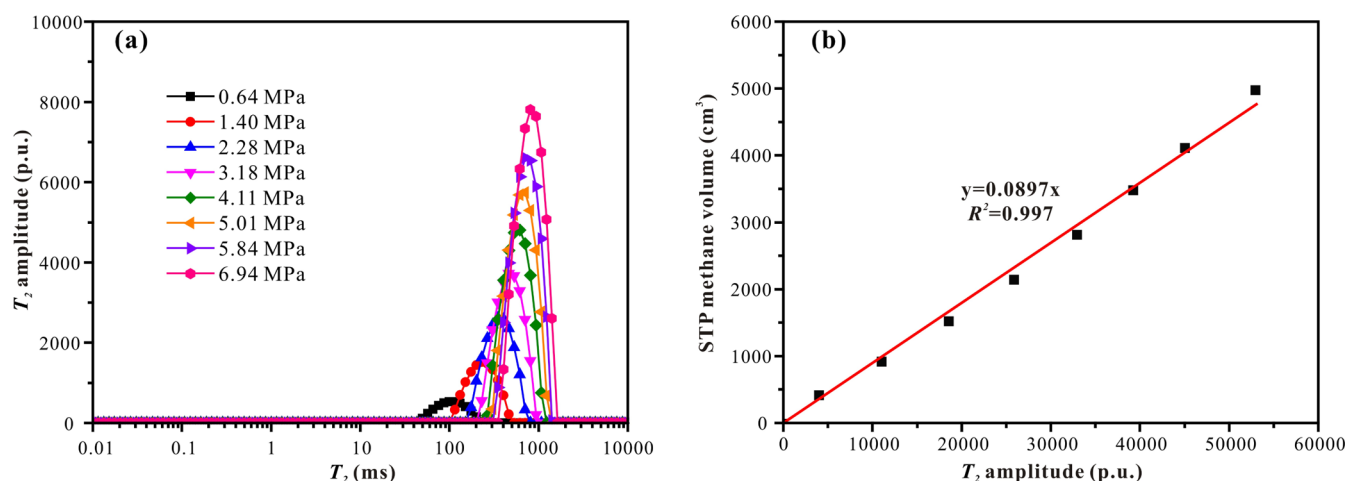 (a)
10000
8000
6000
4000
2000
0
T₂ amplitude (p.u.)
0.64 MPa
1.40 MPa
2.28 MPa
3.18 MPa
4.11 MPa
5.01 MPa
5.84 MPa
6.94 MPa
0.01 0.1 1 10 100 1000 10000
T₂ (ms)
(b)
6000
5000
4000
3000
2000
1000
0
STP methane volume (cm³)
y=0.0897x
R²=0.997
0 10000 20000 30000 40000 50000 60000
T₂ amplitude (p.u.)